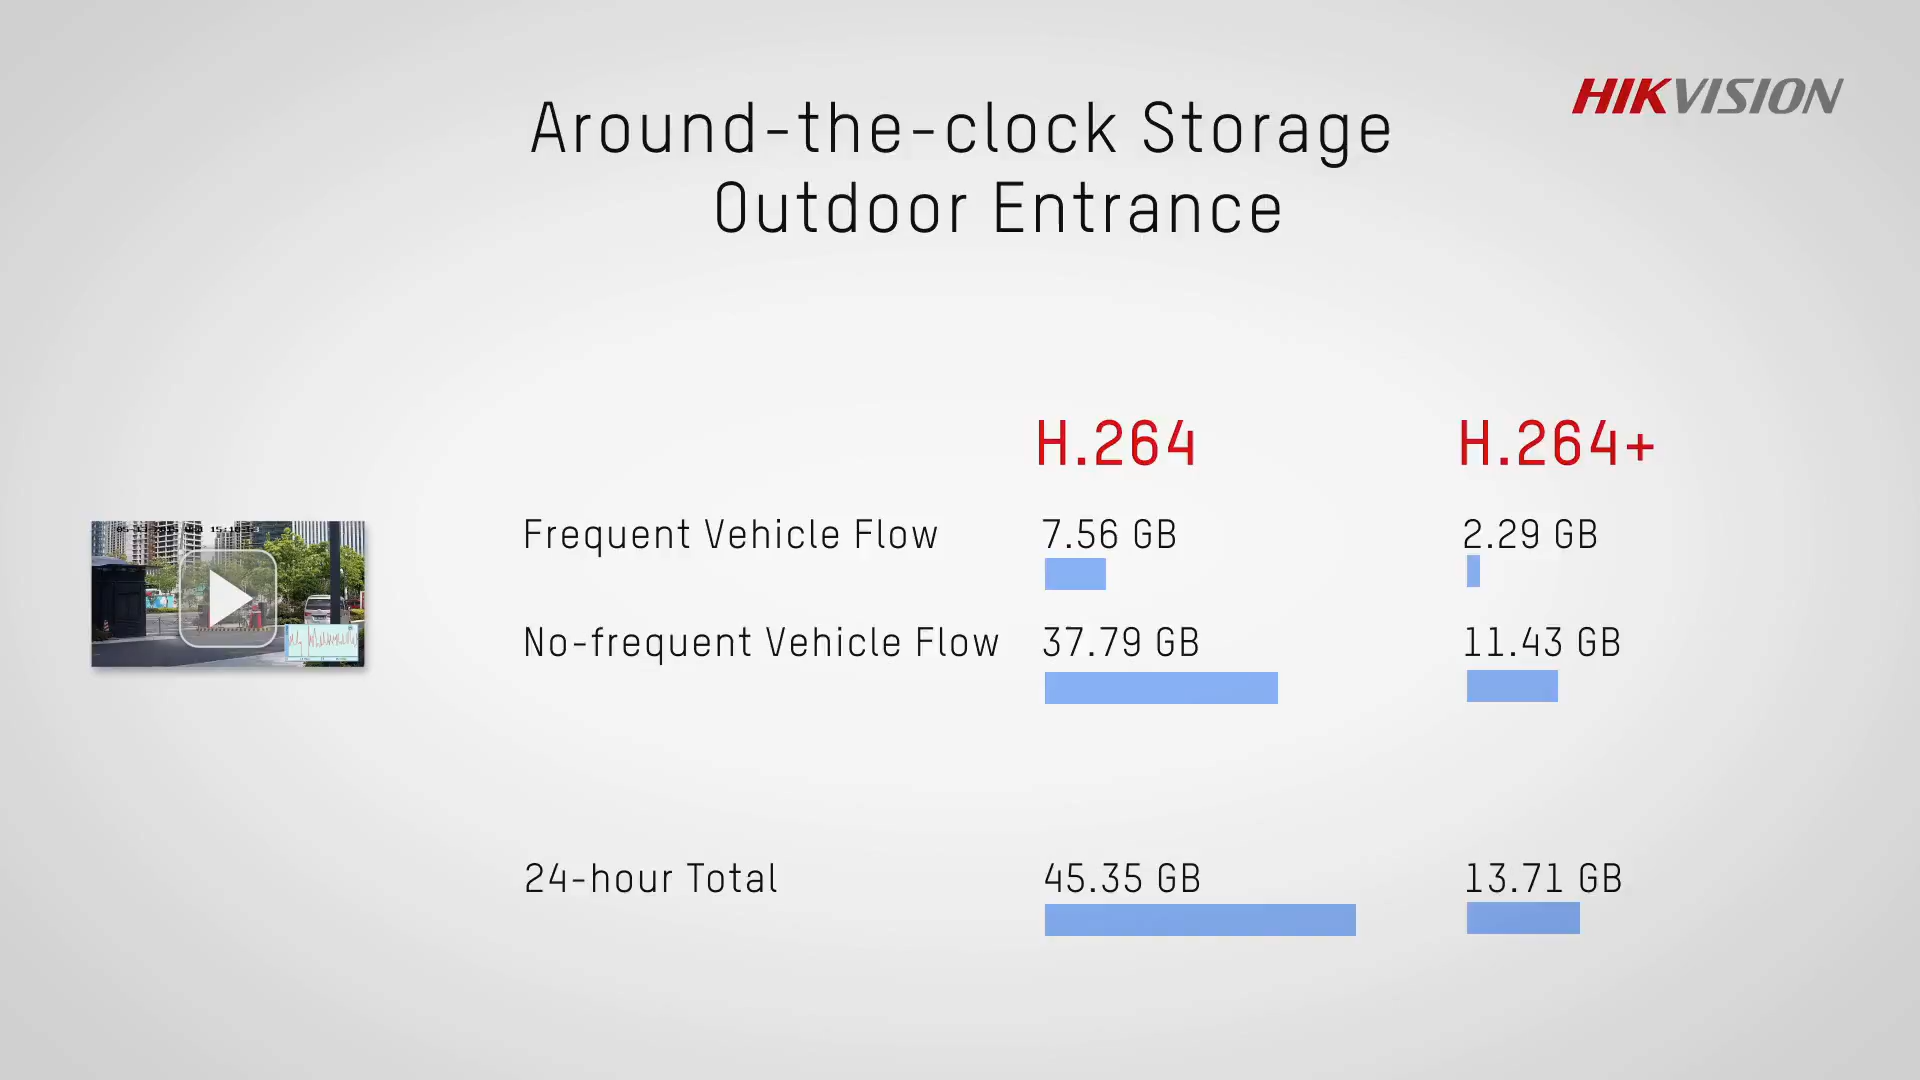 HIKVISION
Around-the-clock Storage
Outdoor Entrance
H.264 H.264+
Frequent Vehicle Flow 7.56 GB 2.29 GB
No-frequent Vehicle Flow 37.79 GB 11.43 GB
24-hour Total 45.35 GB 13.71 GB